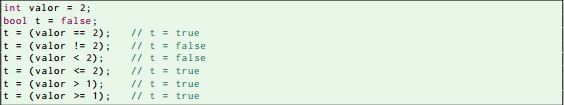 int valor = 2;
bool t = false;
t = (valor == 2);   // t = true
t = (valor != 2);   // t = false
t = (valor < 2);    // t = false
t = (valor <= 2);   // t = true
t = (valor > 1);    // t = true
t = (valor >= 1);   // t = true